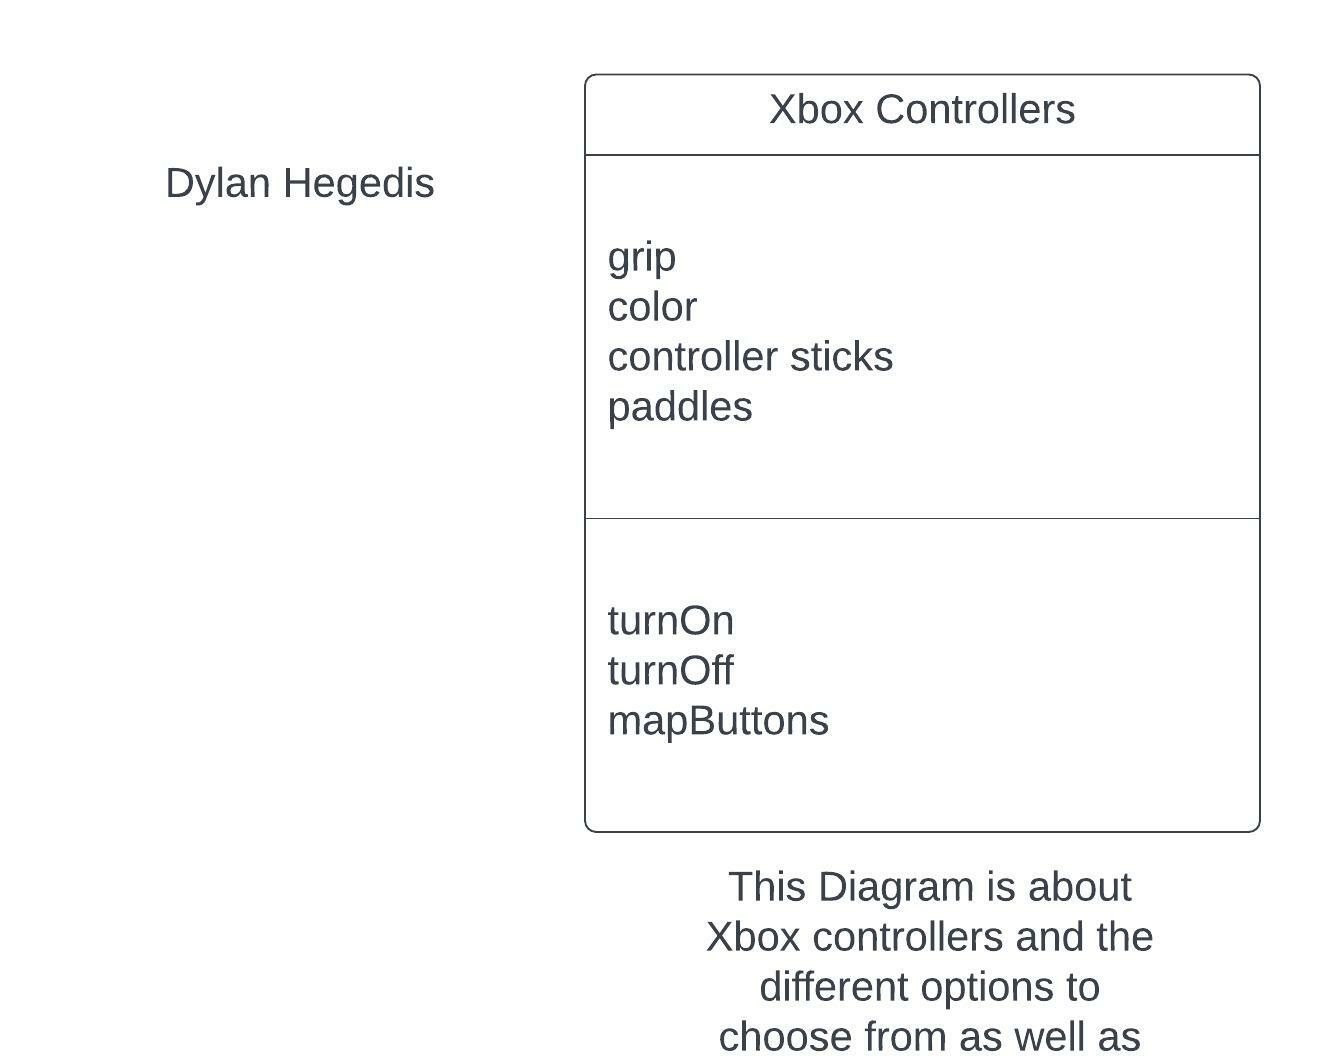 Xbox Controllers
Dylan Hegedis
grip
color
controller sticks
paddles
turnOn
turnOff
mapButtons
This Diagram is about
Xbox controllers and the
different options to
choose from as well as